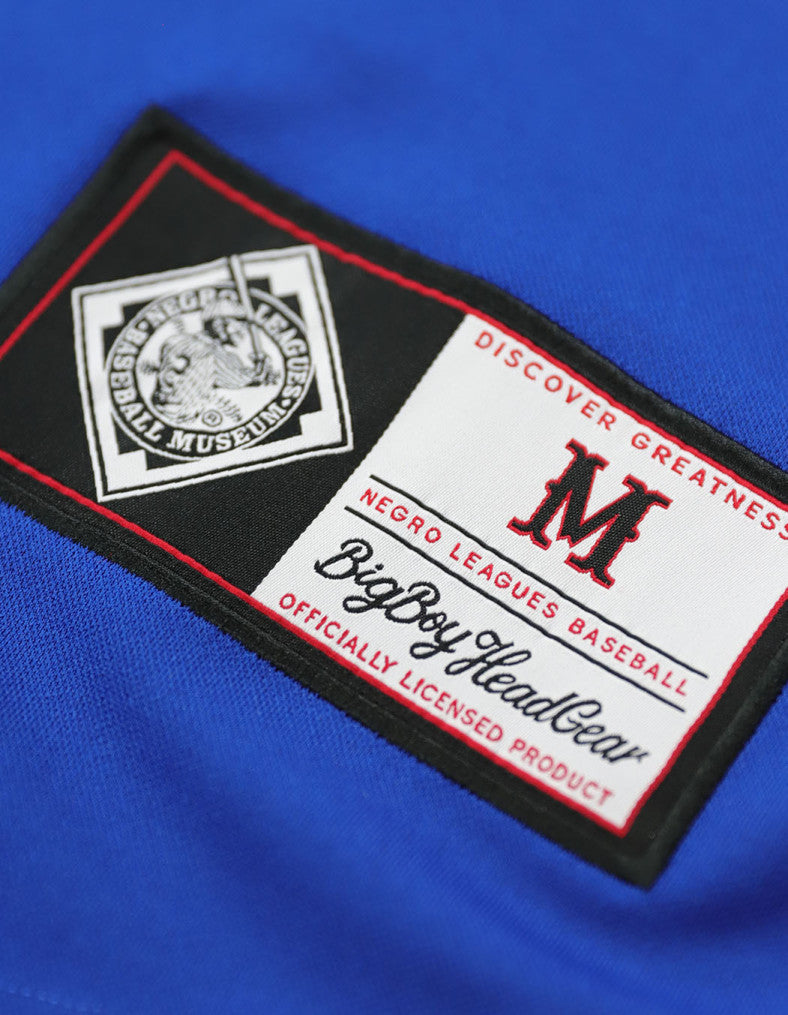 NEGRO LEAGUES
BASEBALL MUSEUM
®
DISCOVER GREATNESS
M
NEGRO LEAGUES BASEBALL
BigBoy HeadGear
OFFICIALLY LICENSED PRODUCT